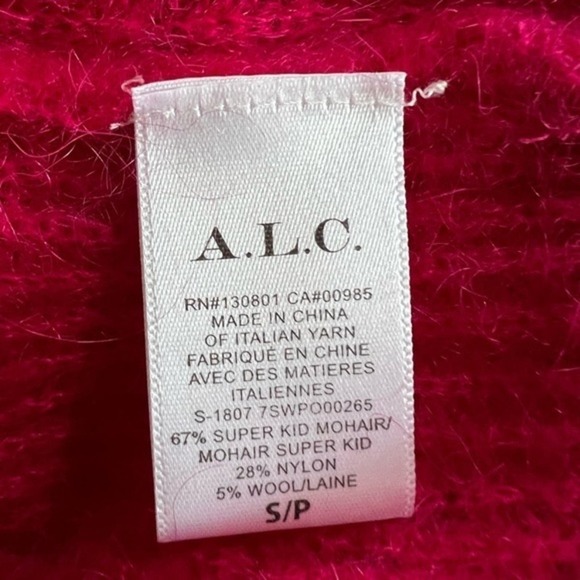 A.L.C.
RN#130801 CA#00985
MADE IN CHINA
OF ITALIAN YARN
FABRIQUÉ EN CHINE
AVEC DES MATIERES
ITALIENNES
S-1807 7SWPO00265
67% SUPER KID MOHAIR/
MOHAIR SUPER KID
28% NYLON
5% WOOL/LAINE
S/P